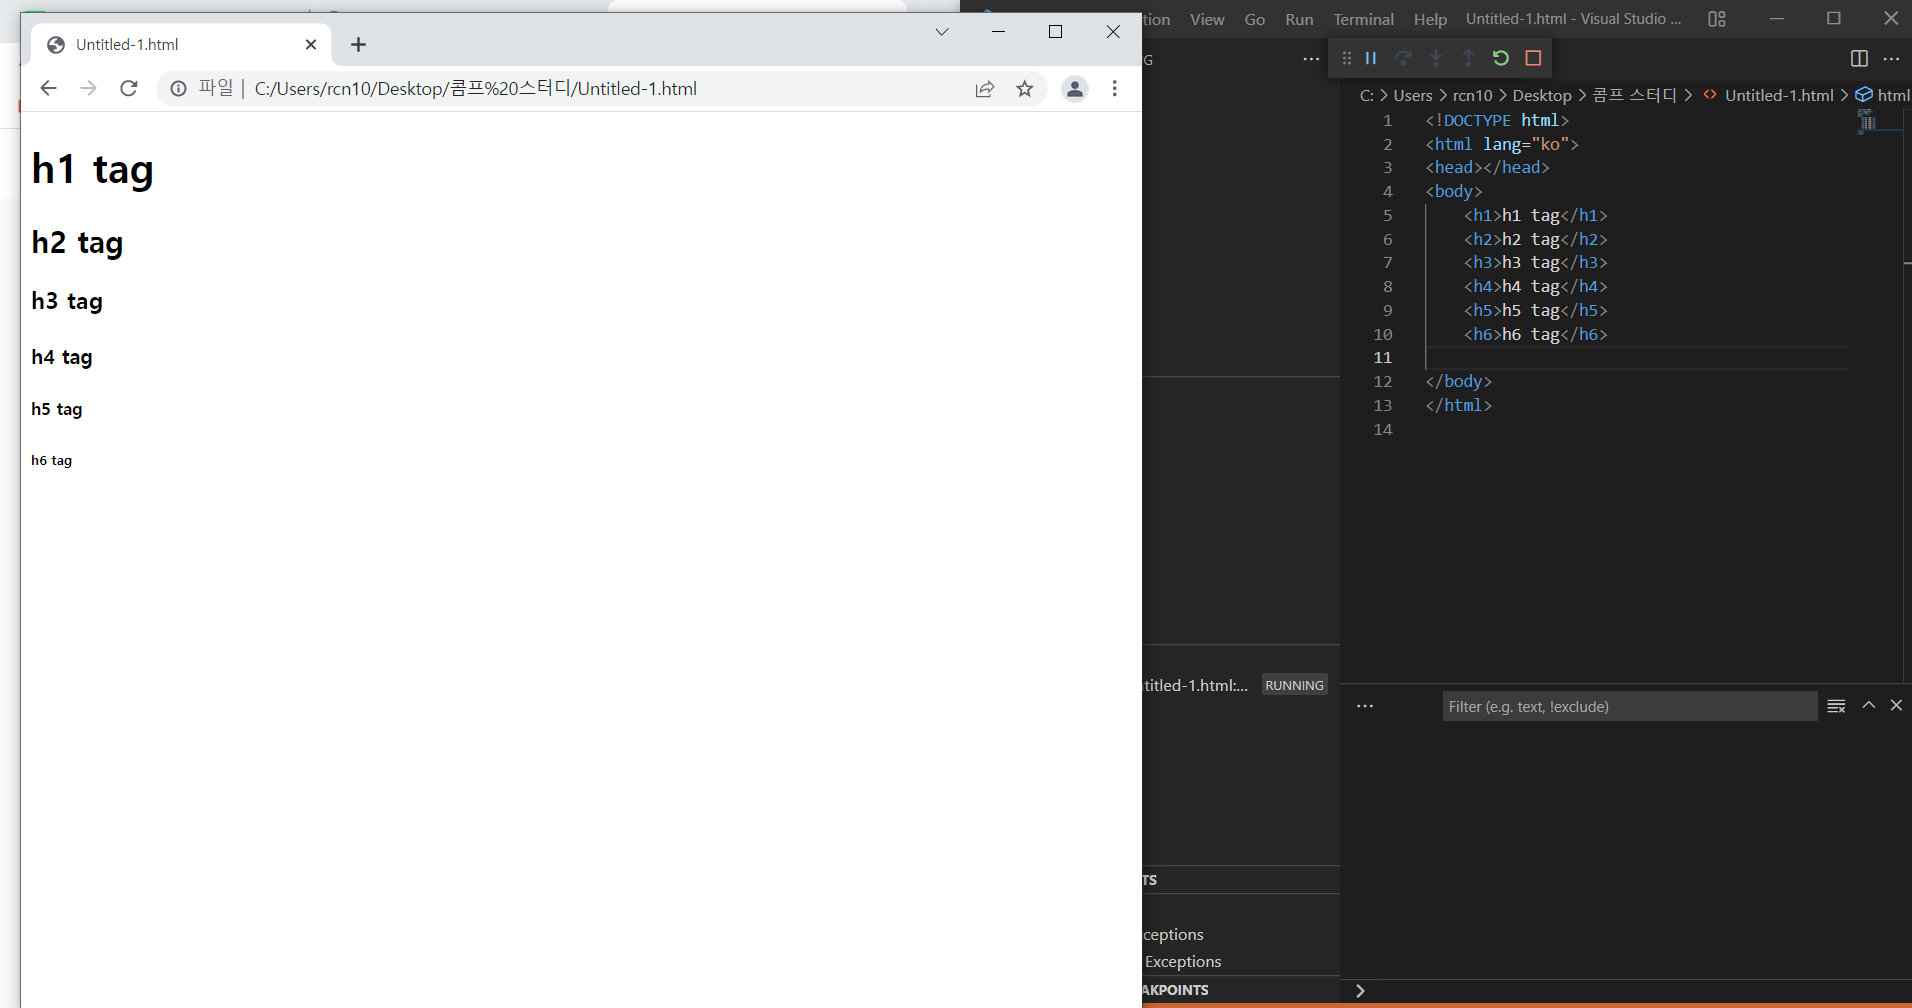 Untitled-1.html
파일 | C:/Users/rcn10/Desktop/콤프%20스터디/Untitled-1.html
h1 tag
h2 tag
h3 tag
h4 tag
h5 tag
h6 tag
tion View Go Run Terminal Help Untitled-1.html - Visual Studio ...
G
C: > Users > rcn10 > Desktop > 콤프 스터디 > <> Untitled-1.html > html
1 <!DOCTYPE html>
2 <html lang="ko">
3 <head></head>
4 <body>
5 <h1>h1 tag</h1>
6 <h2>h2 tag</h2>
7 <h3>h3 tag</h3>
8 <h4>h4 tag</h4>
9 <h5>h5 tag</h5>
10 <h6>h6 tag</h6>
11
12 </body>
13 </html>
14
titled-1.html:... RUNNING
Filter (e.g. text, !exclude)
TS
ceptions
Exceptions
AKPOINTS